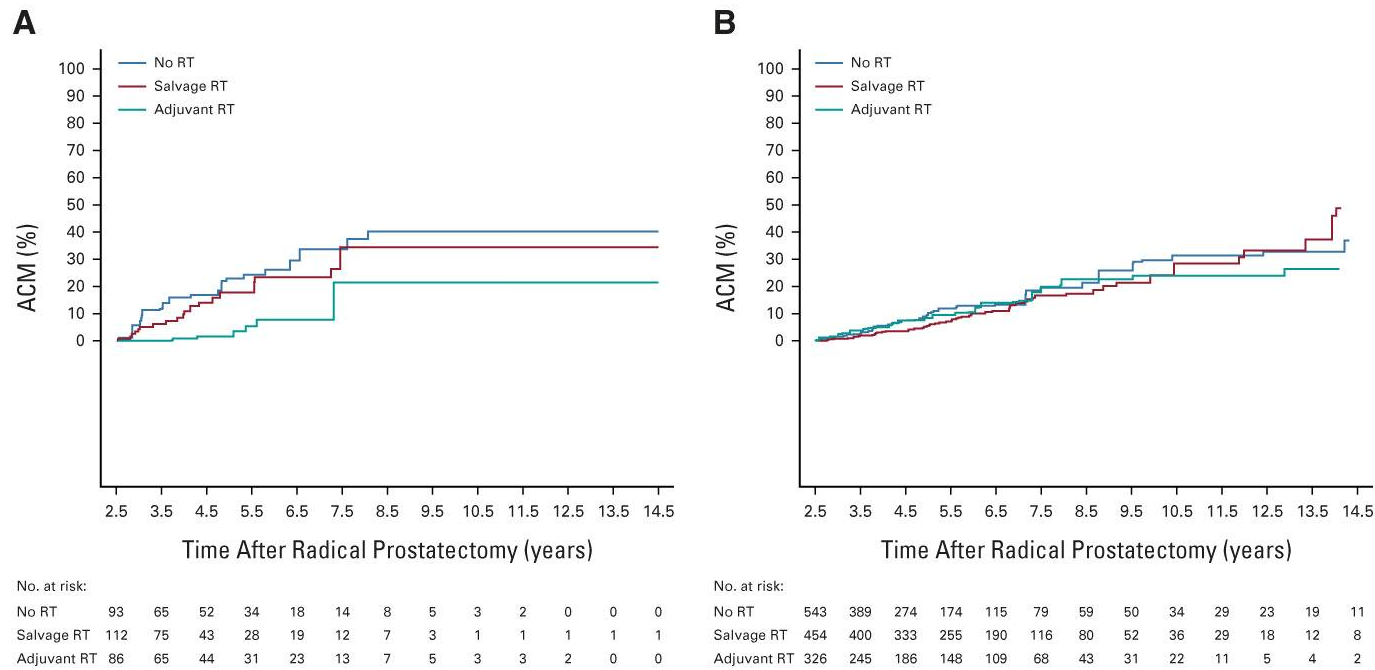 A
No RT
Salvage RT
Adjuvant RT
100
90
80
70
60
50
40
30
20
10
0
ACM (%)
2.5 3.5 4.5 5.5 6.5 7.5 8.5 9.5 10.5 11.5 12.5 13.5 14.5
Time After Radical Prostatectomy (years)
No. at risk:
No RT 93 65 52 34 18 14 8 5 3 2 0 0 0
Salvage RT 112 75 43 28 19 12 7 3 1 1 1 1 1
Adjuvant RT 86 65 44 31 23 13 7 5 3 3 2 0 0
B
No RT
Salvage RT
Adjuvant RT
100
90
80
70
60
50
40
30
20
10
0
ACM (%)
2.5 3.5 4.5 5.5 6.5 7.5 8.5 9.5 10.5 11.5 12.5 13.5 14.5
Time After Radical Prostatectomy (years)
No. at risk:
No RT 543 389 274 174 115 79 59 50 34 29 23 19 11
Salvage RT 454 400 333 255 190 116 80 52 36 29 18 12 8
Adjuvant RT 326 245 186 148 109 68 43 31 22 11 5 4 2